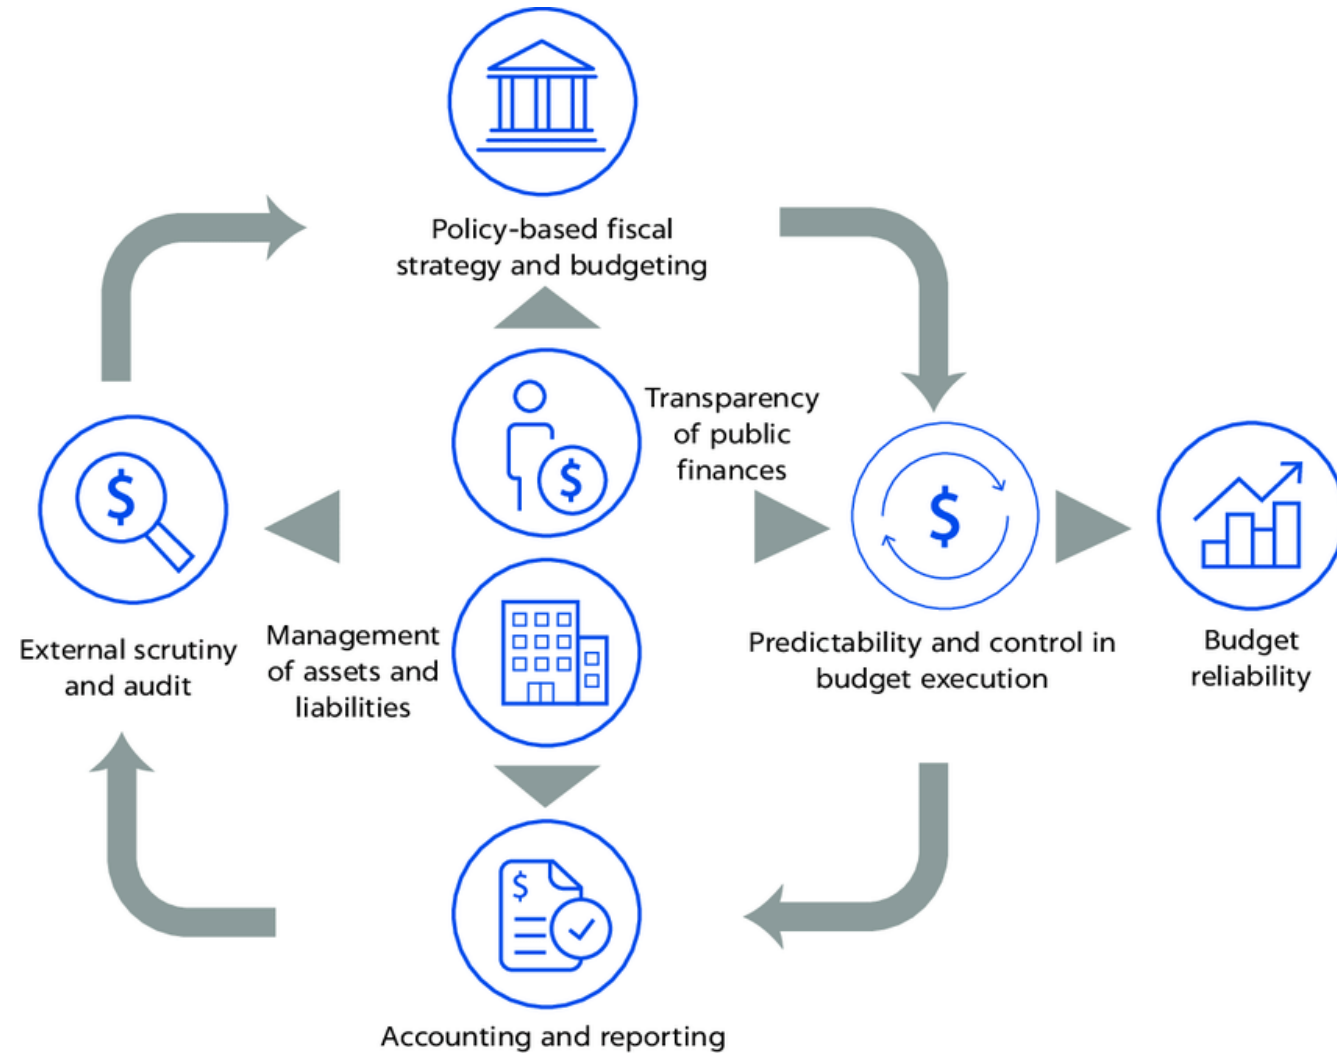 Policy-based fiscal
strategy and budgeting
Transparency
of public
finances
$
$
$
External scrutiny
and audit
Management
of assets and
liabilities
Predictability and control in
budget execution
Budget
reliability
$
Accounting and reporting